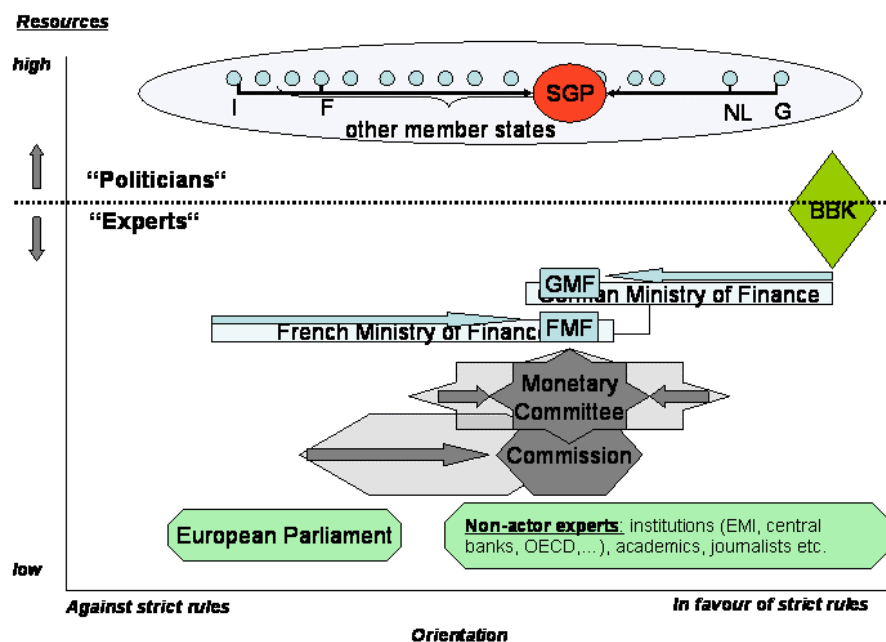 Resources
high
SGP
I
F
NL
G
other member states
“Politicians“
“Experts“
BBK
GMF
German Ministry of Finance
French Ministry of Finance
FMF
Monetary
Committee
Commission
European Parliament
Non-actor experts: institutions (EMI, central
banks, OECD,...), academics, journalists etc.
low
Against strict rules
In favour of strict rules
Orientation